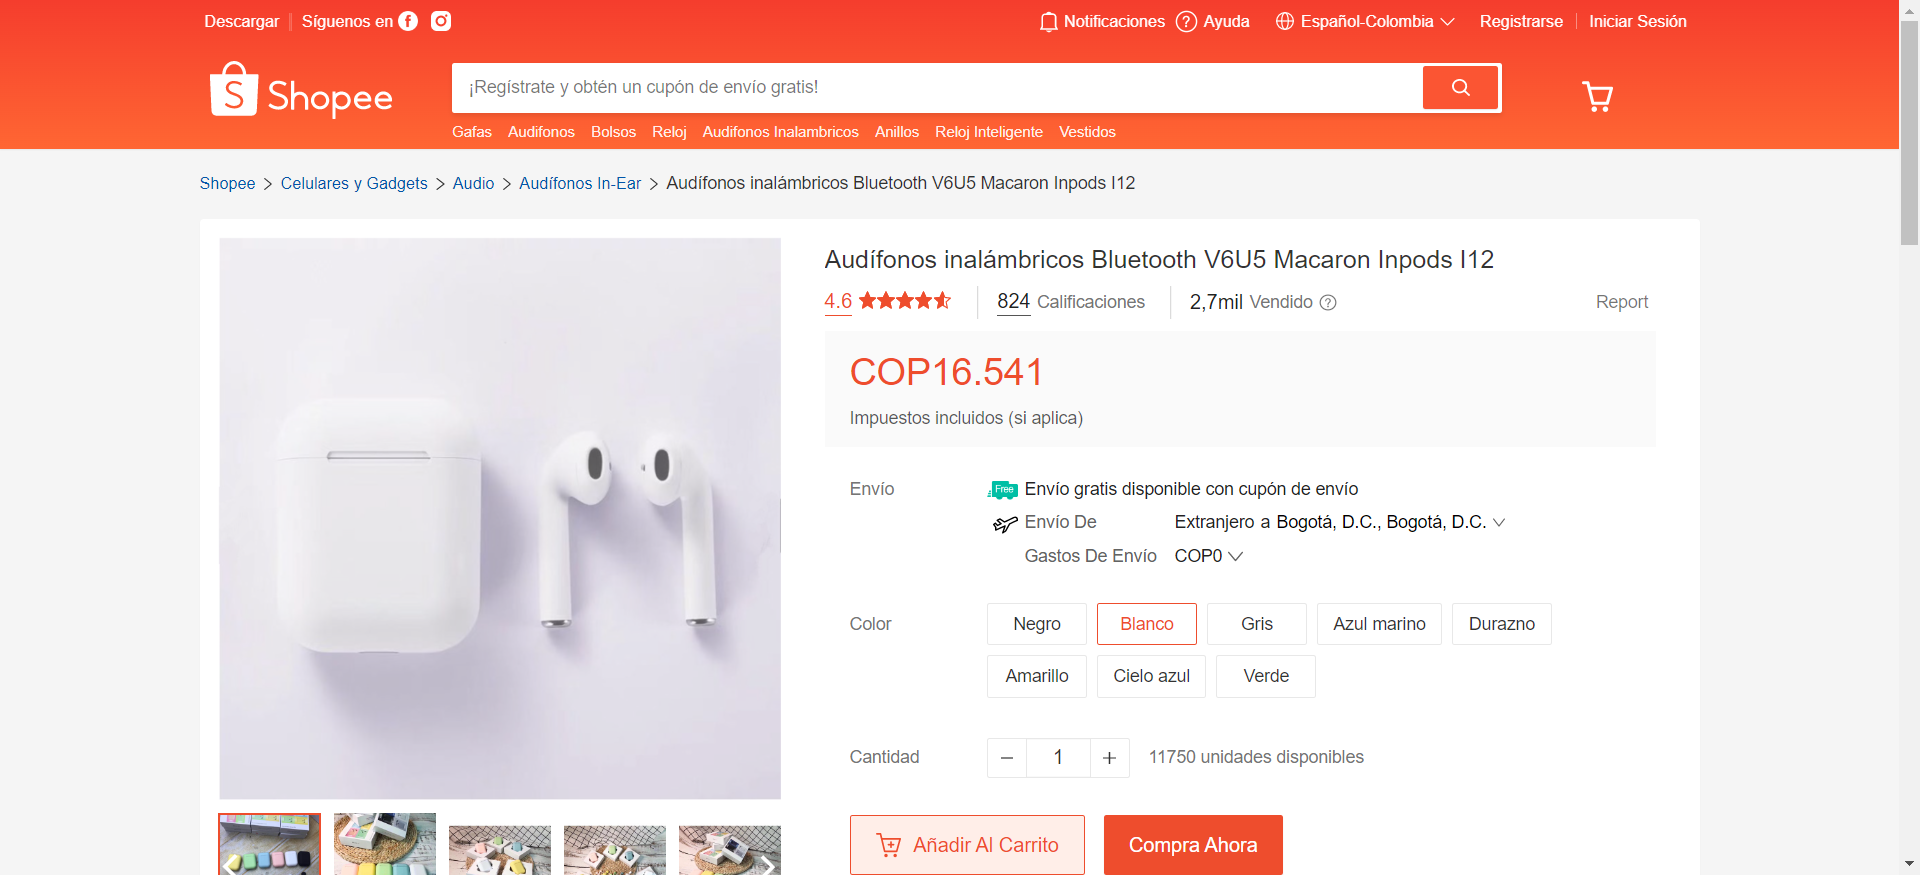 Descargar Síguenos en
Notificaciones Ayuda Español-Colombia Registrarse Iniciar Sesión
Shopee
¡Regístrate y obtén un cupón de envío gratis!
Gafas Audifonos Bolsos Reloj Audifonos Inalambricos Anillos Reloj Inteligente Vestidos
Shopee > Celulares y Gadgets > Audio > Audífonos In-Ear > Audífonos inalámbricos Bluetooth V6U5 Macaron Inpods I12
Audífonos inalámbricos Bluetooth V6U5 Macaron Inpods I12
4.6 824 Calificaciones 2,7mil Vendido ? Report
COP16.541
Impuestos incluidos (si aplica)
Envío
Free Envío gratis disponible con cupón de envío
Envío De Extranjero a Bogotá, D.C., Bogotá, D.C.
Gastos De Envío COP0
Color Negro Blanco Gris Azul marino Durazno
Amarillo Cielo azul Verde
Cantidad − 1 + 11750 unidades disponibles
Añadir Al Carrito Compra Ahora